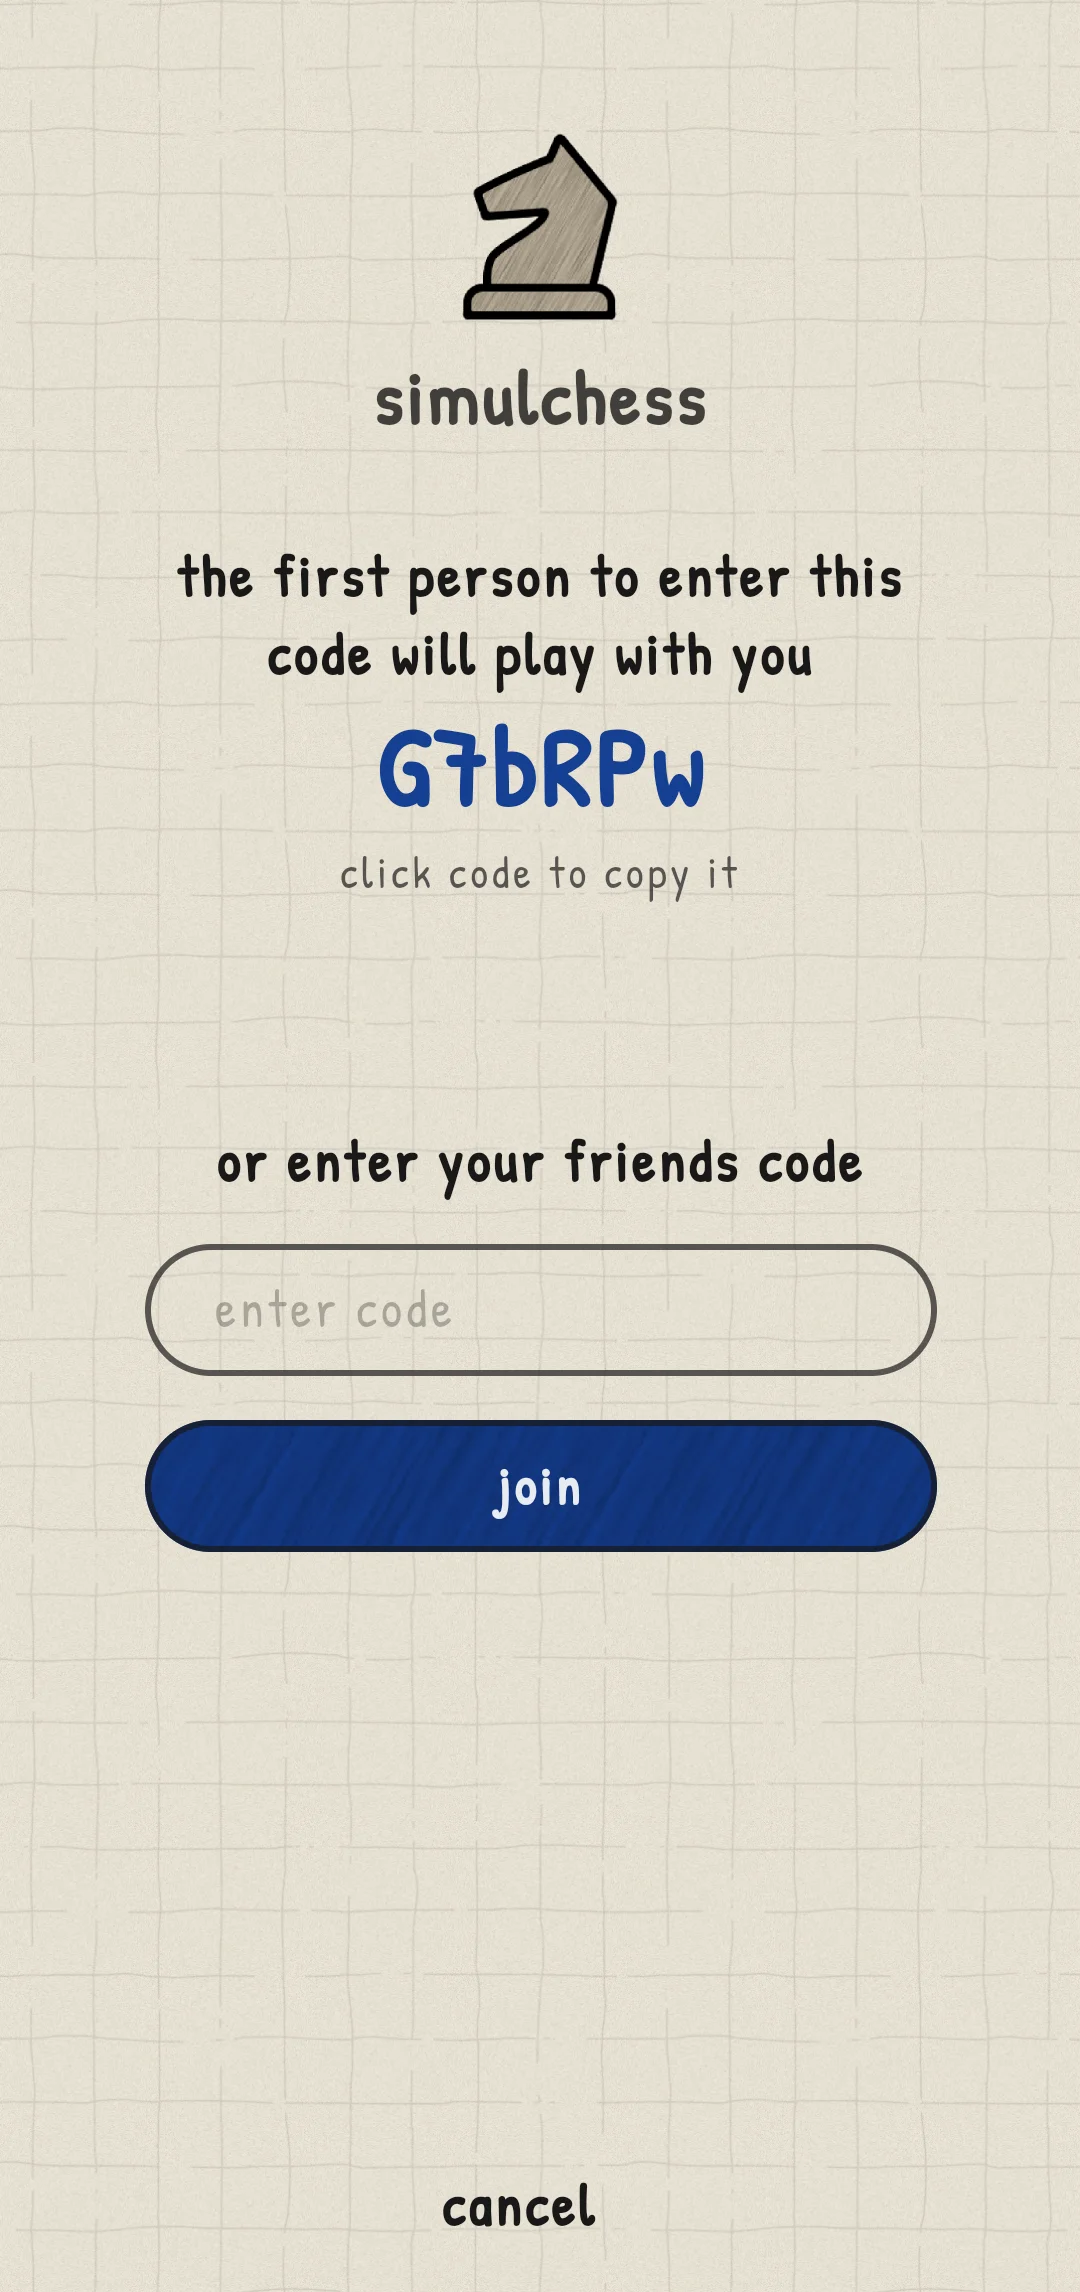 simulchess
the first person to enter this
code will play with you
G7bRPw
click code to copy it
or enter your friends code
enter code
join
cancel